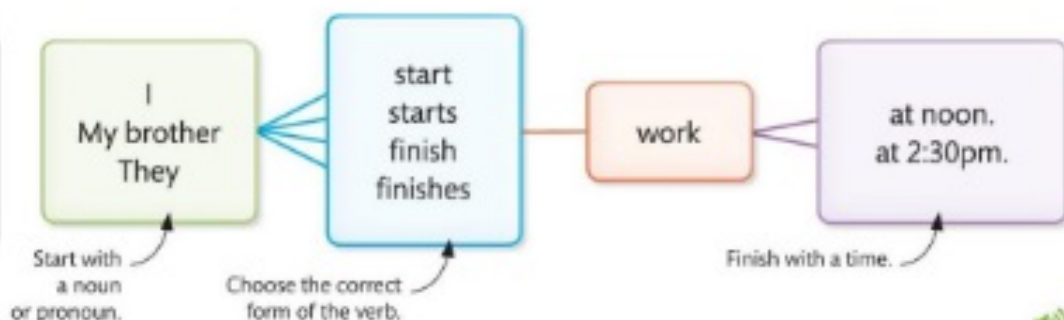 I
My brother
They
start
starts
finish
finishes
work
at noon.
at 2:30pm.
Start with
a noun
or pronoun.
Choose the correct
form of the verb.
Finish with a time.